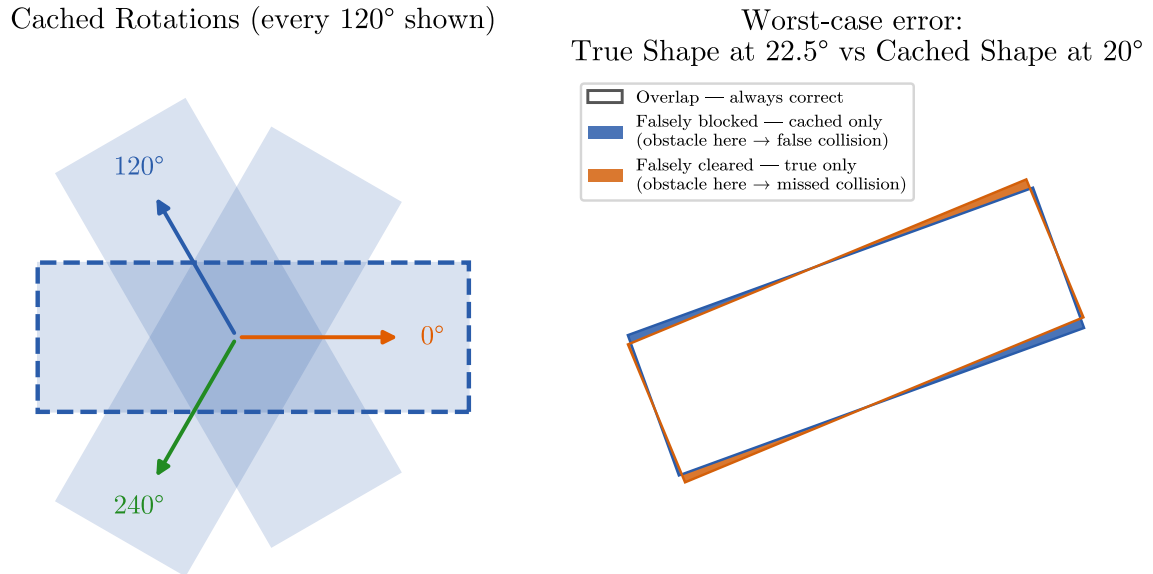 Cached Rotations (every 120° shown)
120°
0°
240°
Worst-case error:
True Shape at 22.5° vs Cached Shape at 20°
Overlap — always correct
Falsely blocked — cached only
(obstacle here → false collision)
Falsely cleared — true only
(obstacle here → missed collision)